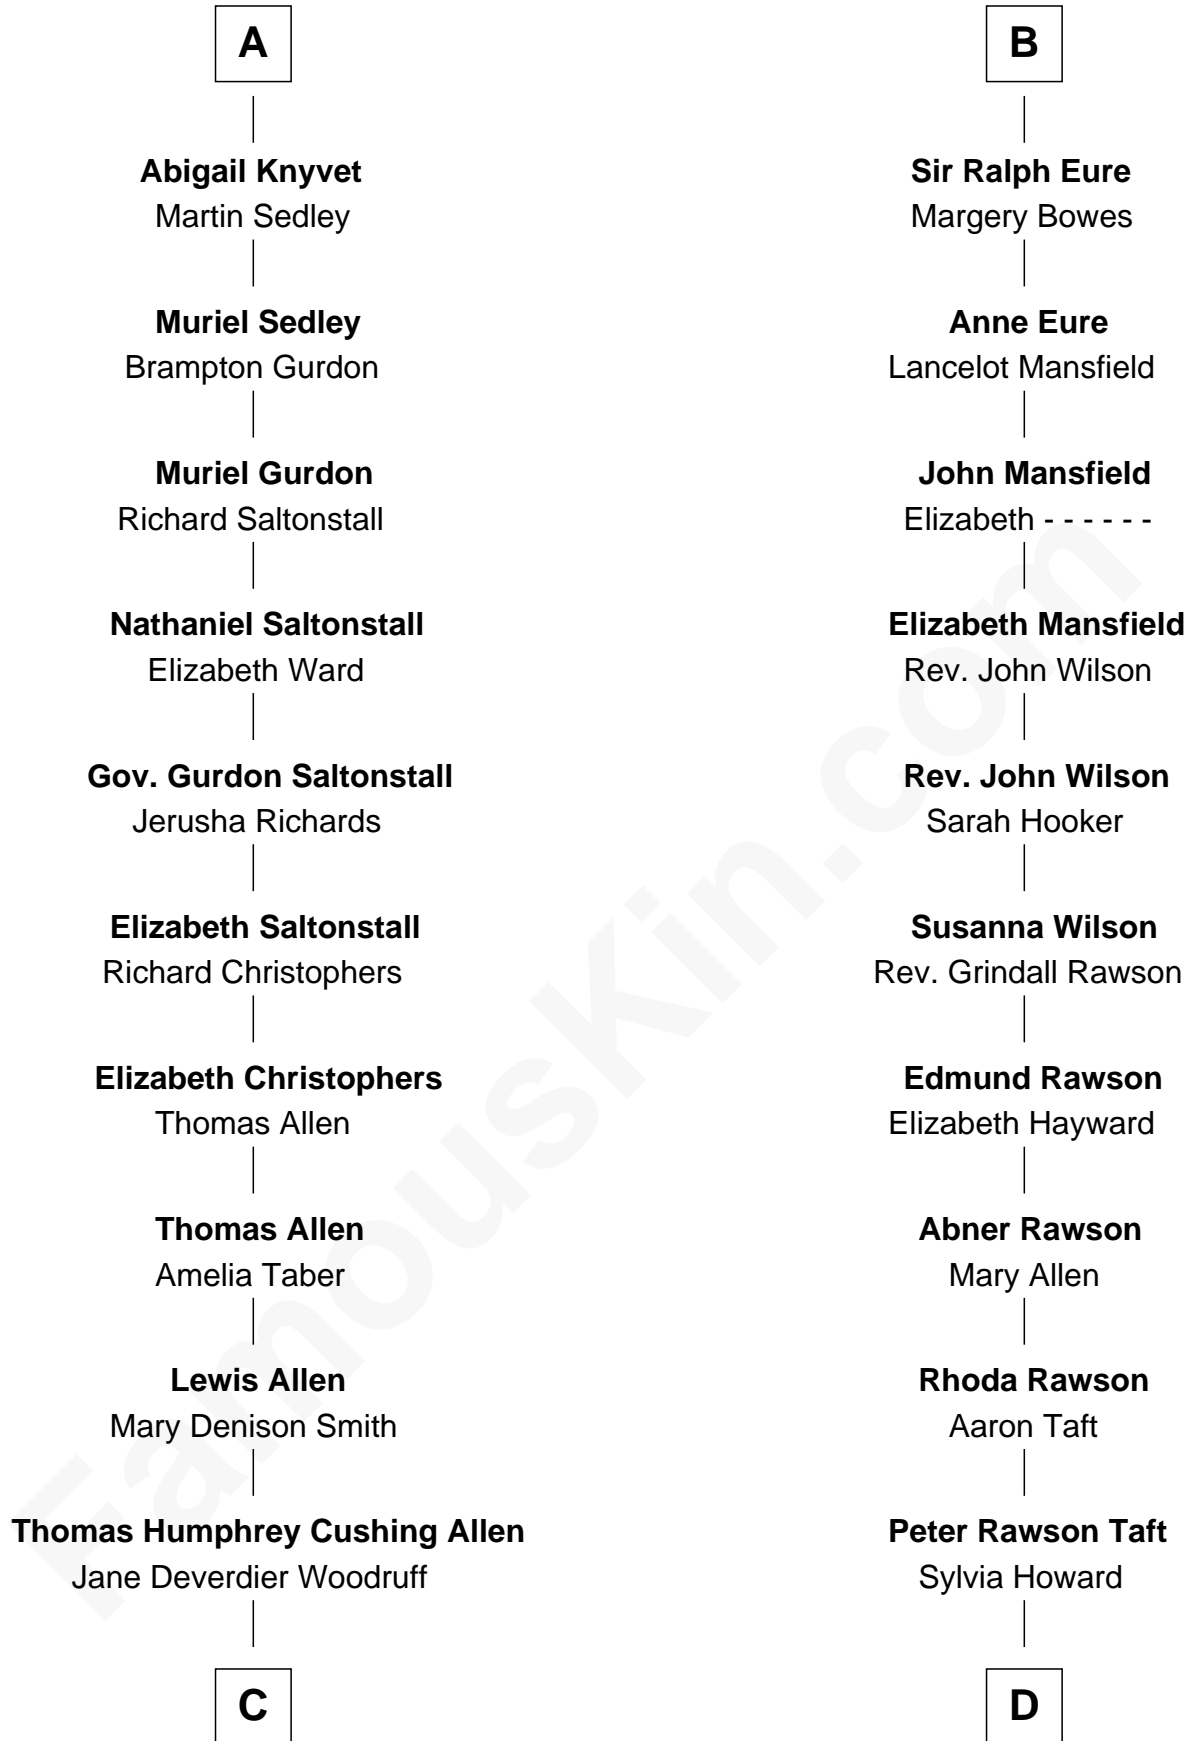 A
Abigail Knyvet
Martin Sedley
Muriel Sedley
Brampton Gurdon
Muriel Gurdon
Richard Saltonstall
Nathaniel Saltonstall
Elizabeth Ward
Gov. Gurdon Saltonstall
Jerusha Richards
Elizabeth Saltonstall
Richard Christophers
Elizabeth Christophers
Thomas Allen
Thomas Allen
Amelia Taber
Lewis Allen
Mary Denison Smith
Thomas Humphrey Cushing Allen
Jane Deverdier Woodruff
C
B
Sir Ralph Eure
Margery Bowes
Anne Eure
Lancelot Mansfield
John Mansfield
Elizabeth - - - - - -
Elizabeth Mansfield
Rev. John Wilson
Rev. John Wilson
Sarah Hooker
Susanna Wilson
Rev. Grindall Rawson
Edmund Rawson
Elizabeth Hayward
Abner Rawson
Mary Allen
Rhoda Rawson
Aaron Taft
Peter Rawson Taft
Sylvia Howard
D
FamousKin.com